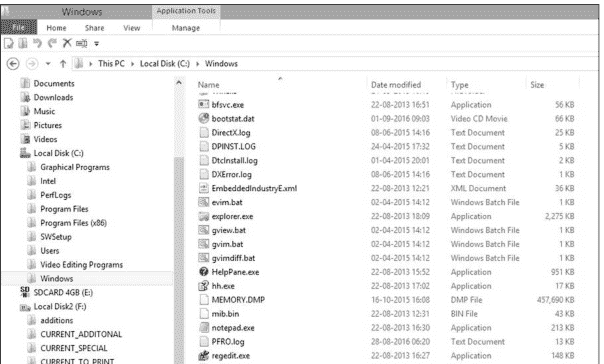 Windows
Application Tools
File Home Share View Manage
This PC Local Disk (C:) Windows
Name Date modified Type Size
Documents
Downloads
Music
Pictures
Videos
Local Disk (C:)
Graphical Programs
Intel
PerfLogs
Program Files
Program Files (x86)
SWSetup
Users
Video Editing Programs
Windows
SDCARD 4GB (E:)
Local Disk2 (F:)
additions
CURRENT_ADDITONAL
CURRENT_SPECIAL
CURRENT_TO_PRINT
bfsvc.exe 22-08-2013 16:51 Application 56 KB
bootstat.dat 01-09-2016 09:03 Video CD Movie 66 KB
DirectX.log 08-06-2015 14:16 Text Document 25 KB
DPINST.LOG 24-04-2015 17:32 Text Document 5 KB
DtcInstall.log 01-04-2015 20:01 Text Document 2 KB
DXError.log 08-06-2015 14:16 Text Document 1 KB
EmbeddedIndustryE.xml 22-08-2013 12:21 XML Document 36 KB
evim.bat 02-04-2015 14:12 Windows Batch File 1 KB
explorer.exe 22-08-2013 18:09 Application 2,275 KB
gview.bat 02-04-2015 14:12 Windows Batch File 1 KB
gvim.bat 02-04-2015 14:12 Windows Batch File 1 KB
gvimdiff.bat 02-04-2015 14:12 Windows Batch File 1 KB
HelpPane.exe 22-08-2013 15:52 Application 951 KB
hh.exe 22-08-2013 17:02 Application 17 KB
MEMORY.DMP 16-10-2015 16:08 DMP File 457,690 KB
mib.bin 22-08-2013 12:31 BIN File 43 KB
notepad.exe 22-08-2013 16:30 Application 213 KB
PFRO.log 28-08-2016 06:20 Text Document 13 KB
regedit.exe 22-08-2013 16:27 Application 148 KB